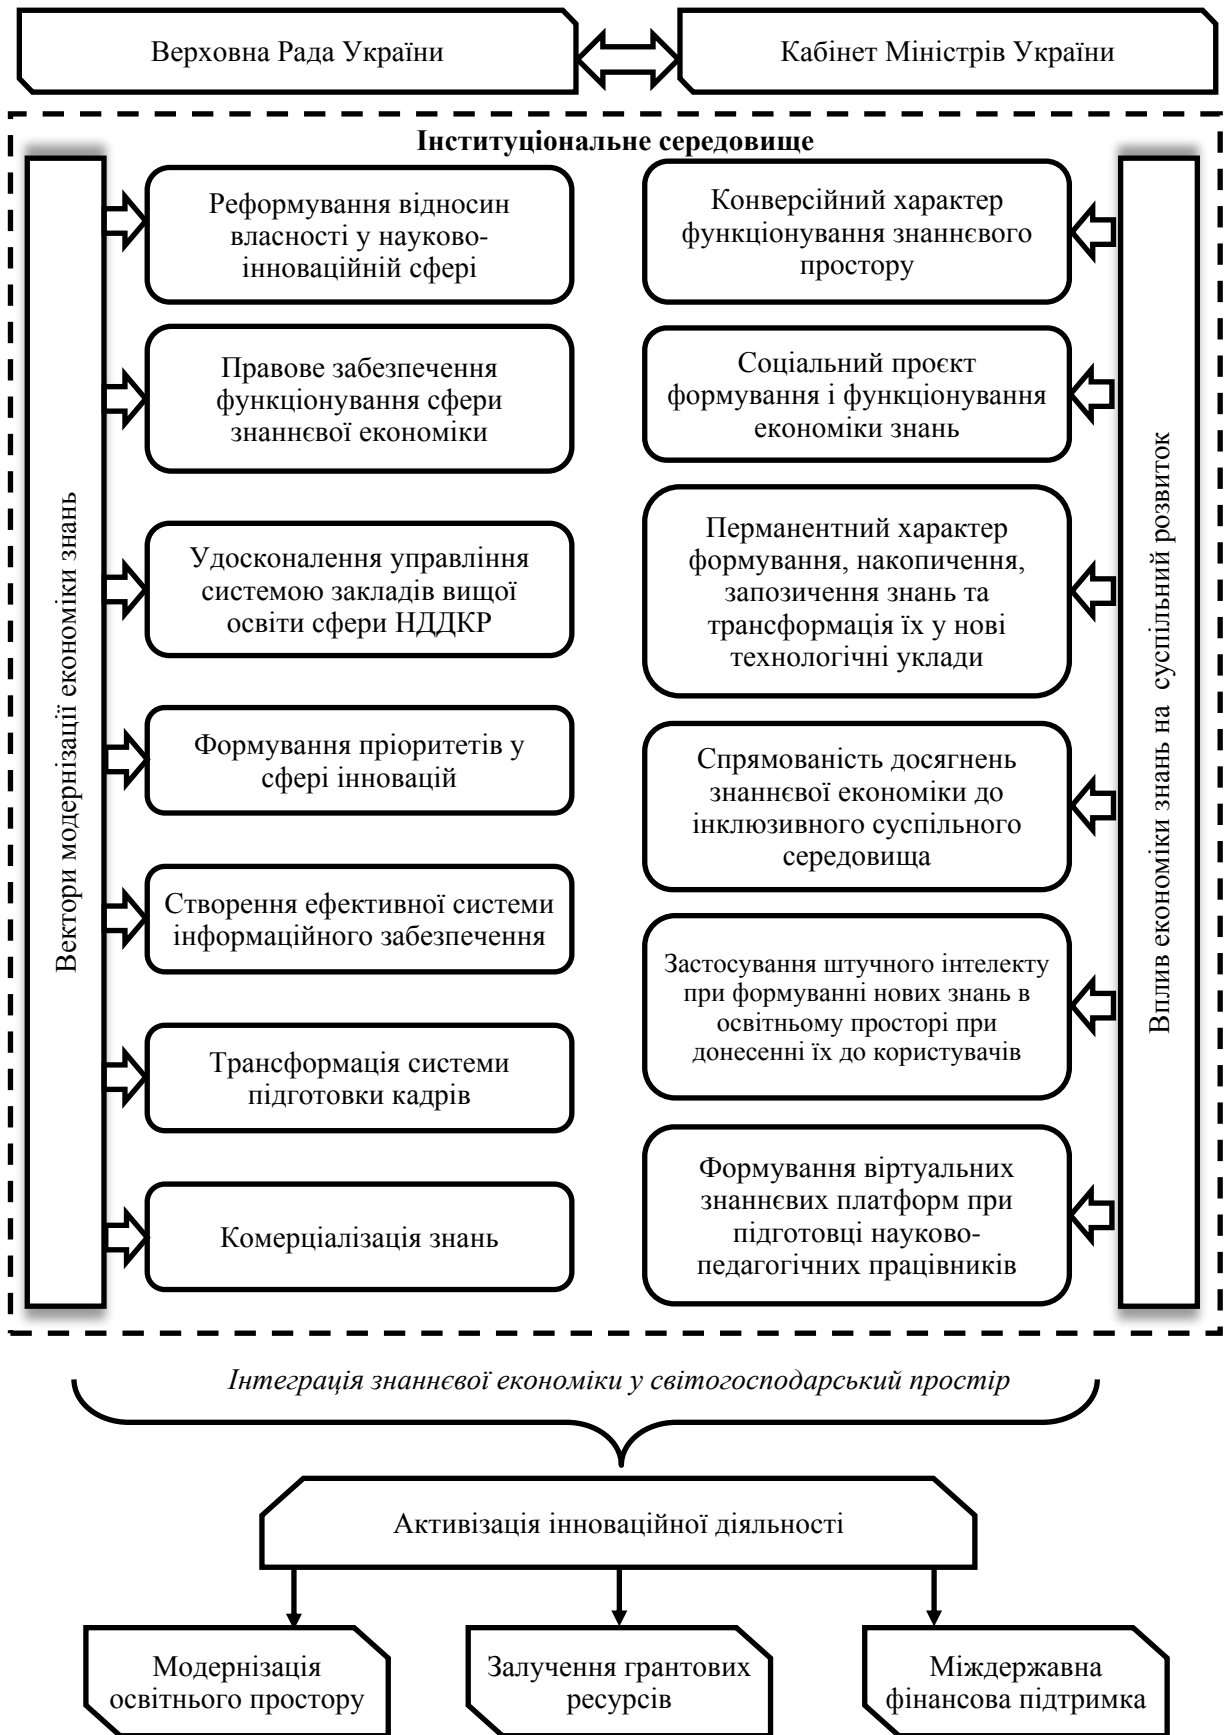 Верховна Рада України
Кабінет Міністрів України
Інституціональне середовище
Вектори модернізації економіки знань
Реформування відносин
власності у науково-
інноваційній сфері
Правове забезпечення
функціонування сфери
знаннєвої економіки
Удосконалення управління
системою закладів вищої
освіти сфери НДДКР
Формування пріоритетів у
сфері інновацій
Створення ефективної системи
інформаційного забезпечення
Трансформація системи
підготовки кадрів
Комерціалізація знань
Конверсійний характер
функціонування знаннєвого
простору
Соціальний проєкт
формування і функціонування
економіки знань
Перманентний характер
формування, накопичення,
запозичення знань та
трансформація їх у нові
технологічні уклади
Спрямованість досягнень
знаннєвої економіки до
інклюзивного суспільного
середовища
Застосування штучного інтелекту
при формуванні нових знань в
освітньому просторі при
донесенні їх до користувачів
Формування віртуальних
знаннєвих платформ при
підготовці науково-
педагогічних працівників
Вплив економіки знань на суспільний розвиток
Інтеграція знаннєвої економіки у світогосподарський простір
Активізація інноваційної діяльності
Модернізація
освітнього простору
Залучення грантових
ресурсів
Міждержавна
фінансова підтримка